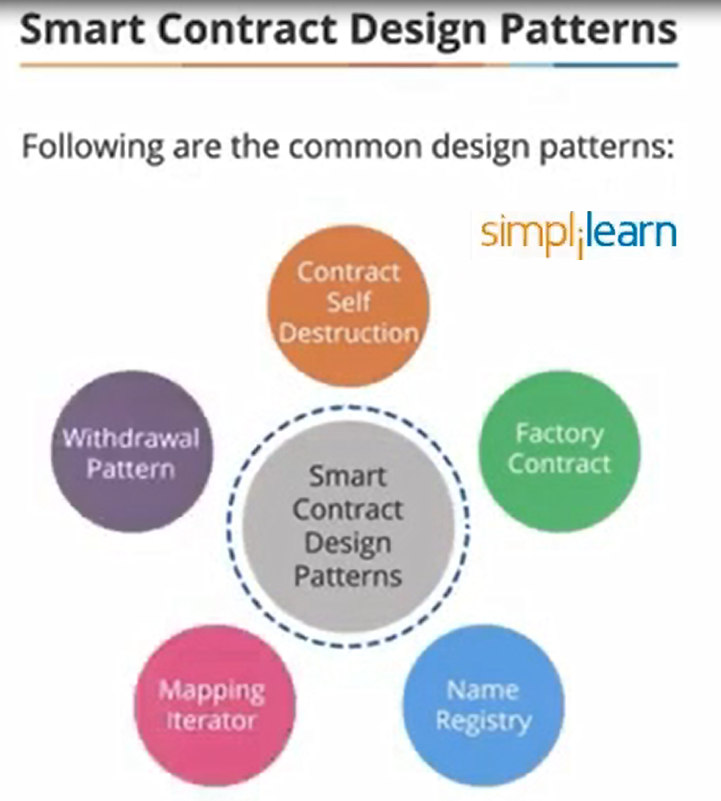 Smart Contract Design Patterns
Following are the common design patterns:
simplilearn
Contract
Self
Destruction
Factory
Contract
Name
Registry
Mapping
Iterator
Withdrawal
Pattern
Smart
Contract
Design
Patterns